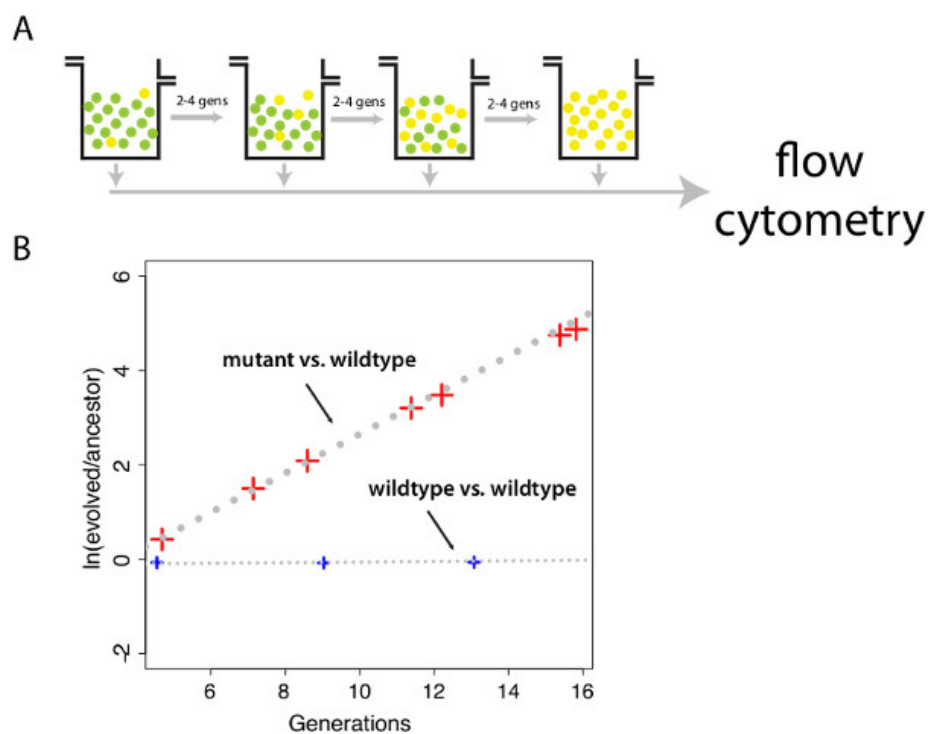 A
2-4 gens
2-4 gens
2-4 gens
flow
cytometry
B
ln(evolved/ancestor)
6
4
2
0
-2
mutant vs. wildtype
wildtype vs. wildtype
6
8
10
12
14
16
Generations